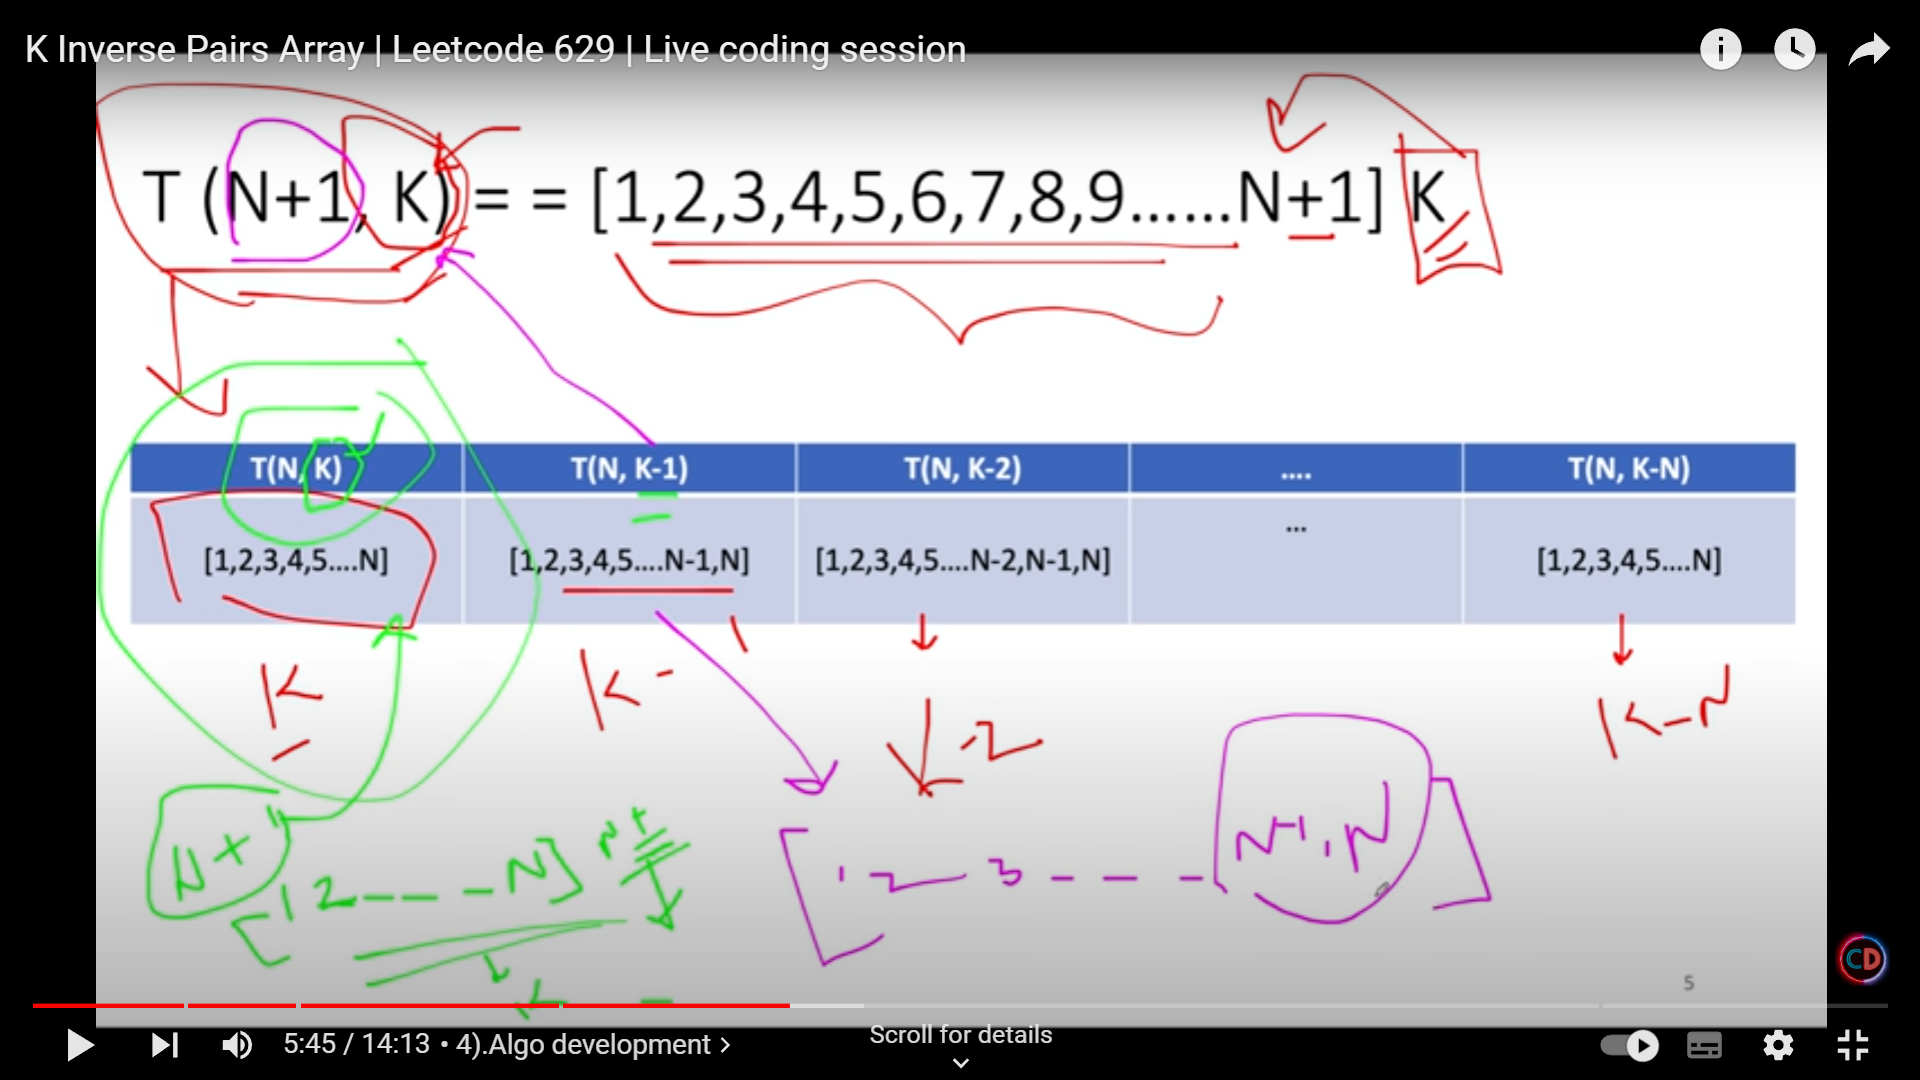 K Inverse Pairs Array | Leetcode 629 | Live coding session
T (N+1, K) = = [1,2,3,4,5,6,7,8,9......N+1] K
T(N, K) T(N, K-1) T(N, K-2) .... T(N, K-N)
...
[1,2,3,4,5....N] [1,2,3,4,5....N-1,N] [1,2,3,4,5....N-2,N-1,N] [1,2,3,4,5....N]
K K-1 K-2 K-N
N+1
[1 2 --- N] N+1
[1 2 3 - - - N-1, N]
K
CD
5
5:45 / 14:13 • 4).Algo development >
Scroll for details